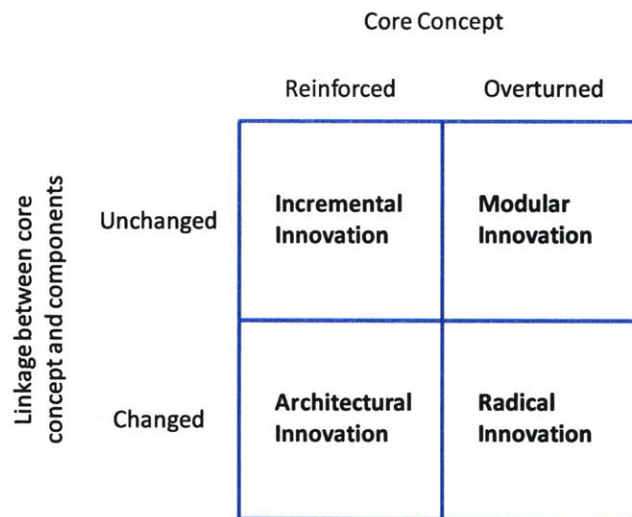 Core Concept
Reinforced Overturned
Linkage between core
concept and components
Unchanged
Incremental
Innovation
Modular
Innovation
Changed
Architectural
Innovation
Radical
Innovation